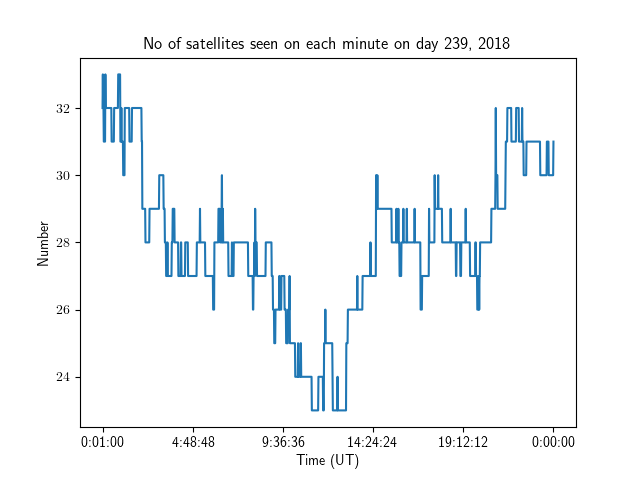 No of satellites seen on each minute on day 239, 2018
Number
32
30
28
26
24
0:01:00 4:48:48 9:36:36 14:24:24 19:12:12 0:00:00
Time (UT)